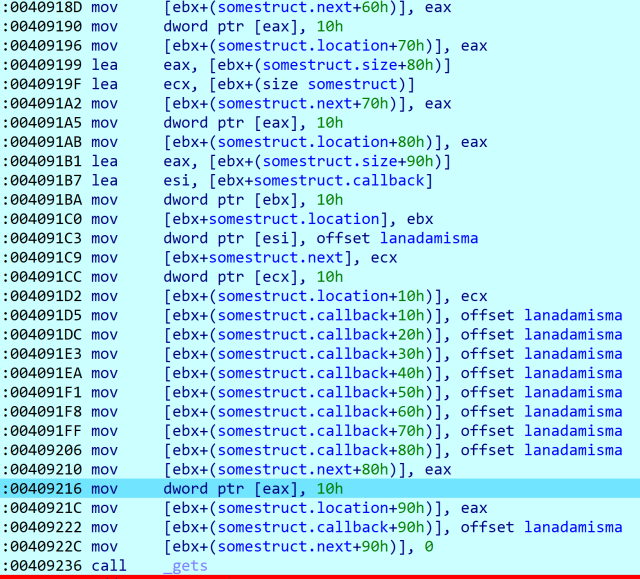 :0040918D mov [ebx+(somestruct.next+60h)], eax
:00409190 mov dword ptr [eax], 10h
:00409196 mov [ebx+(somestruct.location+70h)], eax
:00409199 lea eax, [ebx+(somestruct.size+80h)]
:0040919F lea ecx, [ebx+(size somestruct)]
:004091A2 mov [ebx+(somestruct.next+70h)], eax
:004091A5 mov dword ptr [eax], 10h
:004091AB mov [ebx+(somestruct.location+80h)], eax
:004091B1 lea eax, [ebx+(somestruct.size+90h)]
:004091B7 lea esi, [ebx+somestruct.callback]
:004091BA mov dword ptr [ebx], 10h
:004091C0 mov [ebx+somestruct.location], ebx
:004091C3 mov dword ptr [esi], offset lanadamisma
:004091C9 mov [ebx+somestruct.next], ecx
:004091CC mov dword ptr [ecx], 10h
:004091D2 mov [ebx+(somestruct.location+10h)], ecx
:004091D5 mov [ebx+(somestruct.callback+10h)], offset lanadamisma
:004091DC mov [ebx+(somestruct.callback+20h)], offset lanadamisma
:004091E3 mov [ebx+(somestruct.callback+30h)], offset lanadamisma
:004091EA mov [ebx+(somestruct.callback+40h)], offset lanadamisma
:004091F1 mov [ebx+(somestruct.callback+50h)], offset lanadamisma
:004091F8 mov [ebx+(somestruct.callback+60h)], offset lanadamisma
:004091FF mov [ebx+(somestruct.callback+70h)], offset lanadamisma
:00409206 mov [ebx+(somestruct.callback+80h)], offset lanadamisma
:00409210 mov [ebx+(somestruct.next+80h)], eax
:00409216 mov dword ptr [eax], 10h
:0040921C mov [ebx+(somestruct.location+90h)], eax
:00409222 mov [ebx+(somestruct.callback+90h)], offset lanadamisma
:0040922C mov [ebx+(somestruct.next+90h)], 0
:00409236 call _gets